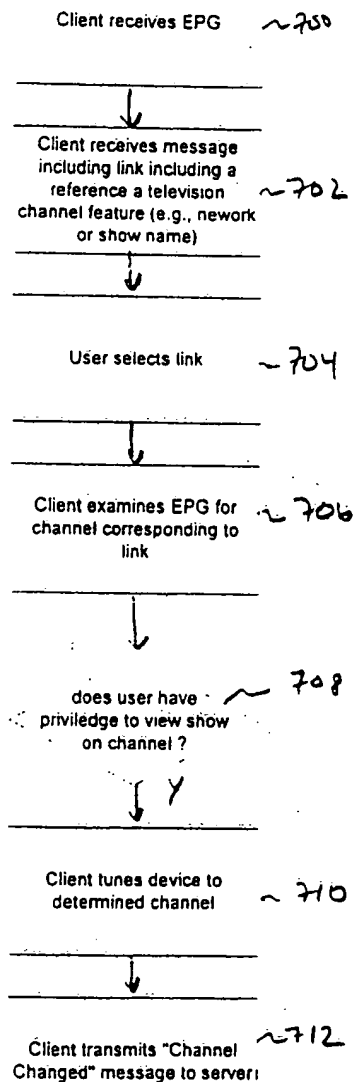 Client receives EPG ~700
Client receives message
including link including a
reference a television ~702
channel feature (e.g., nework
or show name)
User selects link ~704
Client examines EPG for ~706
channel corresponding to
link
does user have 708
priviledge to view show
on channel ?
Y
Client tunes device to
determined channel ~710
Client transmits "Channel ~712
Changed" message to server